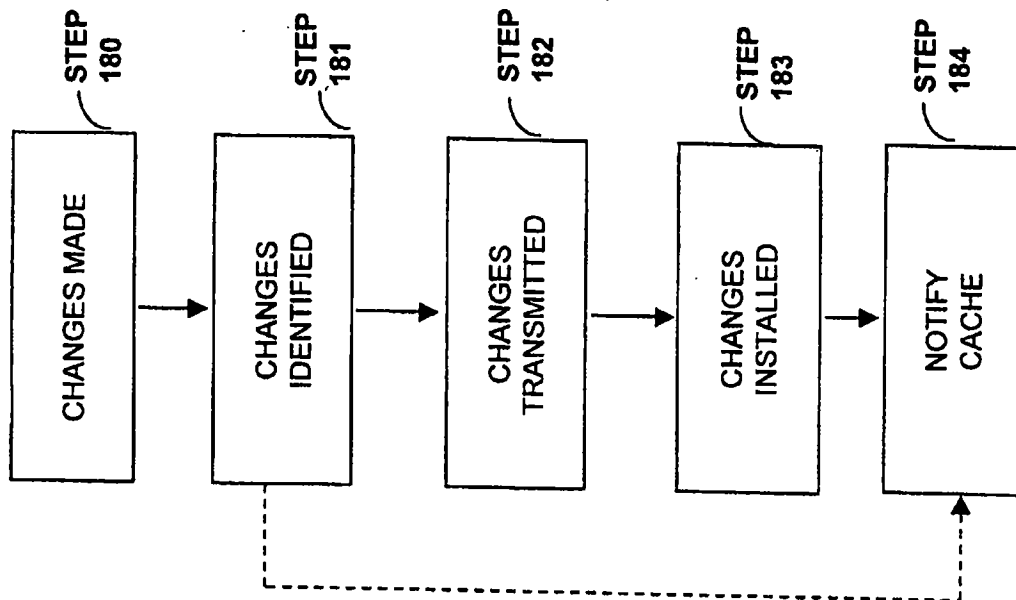 CHANGES MADE
STEP
180
CHANGES
IDENTIFIED
STEP
181
CHANGES
TRANSMITTED
STEP
182
CHANGES
INSTALLED
STEP
183
NOTIFY
CACHE
STEP
184